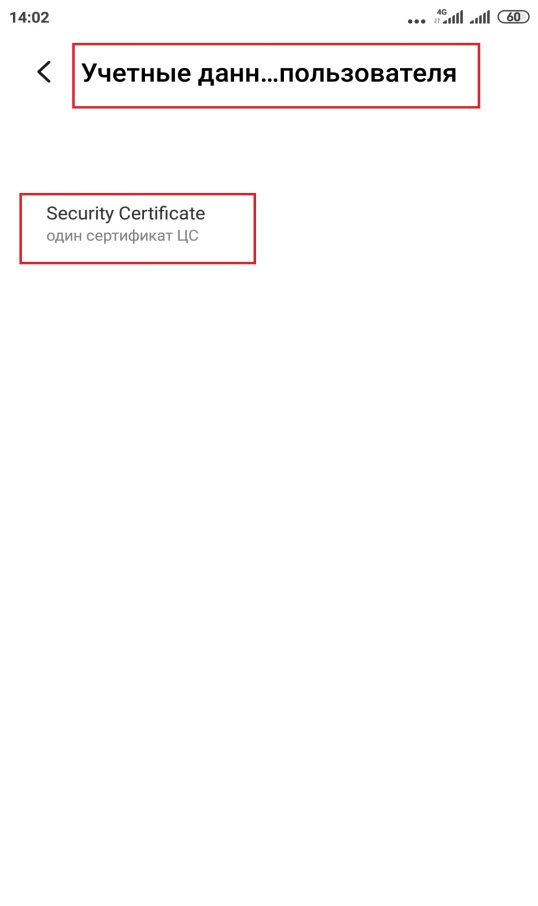 14:02
4G
60
Учетные данн...пользователя
Security Certificate
один сертификат ЦС